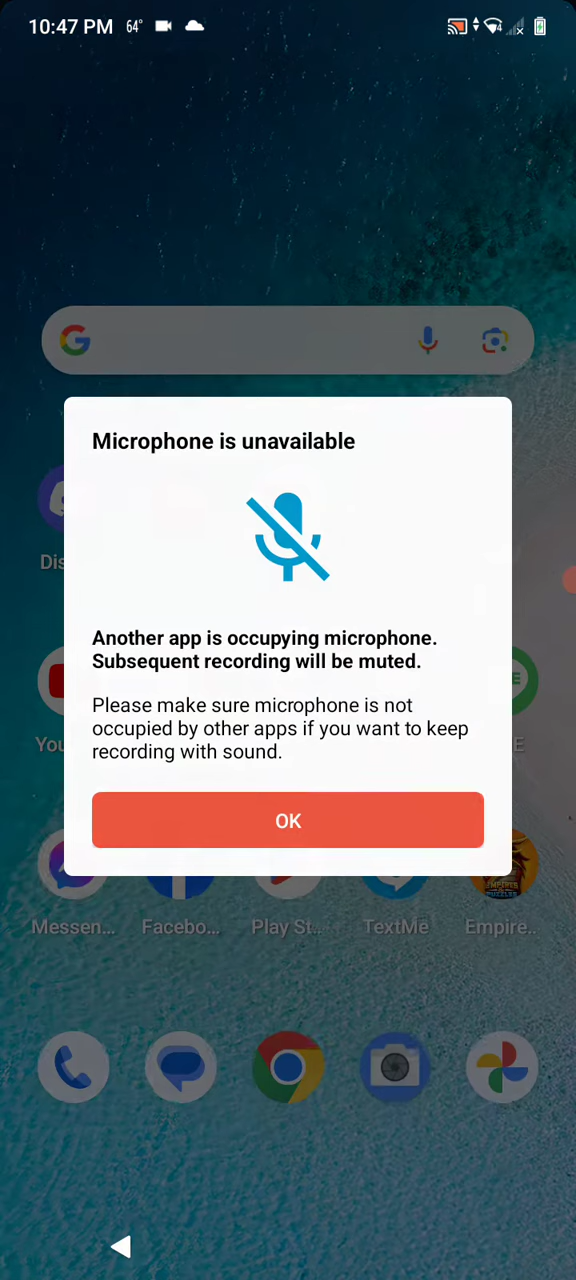 10:47 PM 64°
Microphone is unavailable
Dis
Another app is occupying microphone.
Subsequent recording will be muted.
Please make sure microphone is not
occupied by other apps if you want to keep
recording with sound.
You
E
OK
Messen... Facebo... Play St... TextMe Empire..